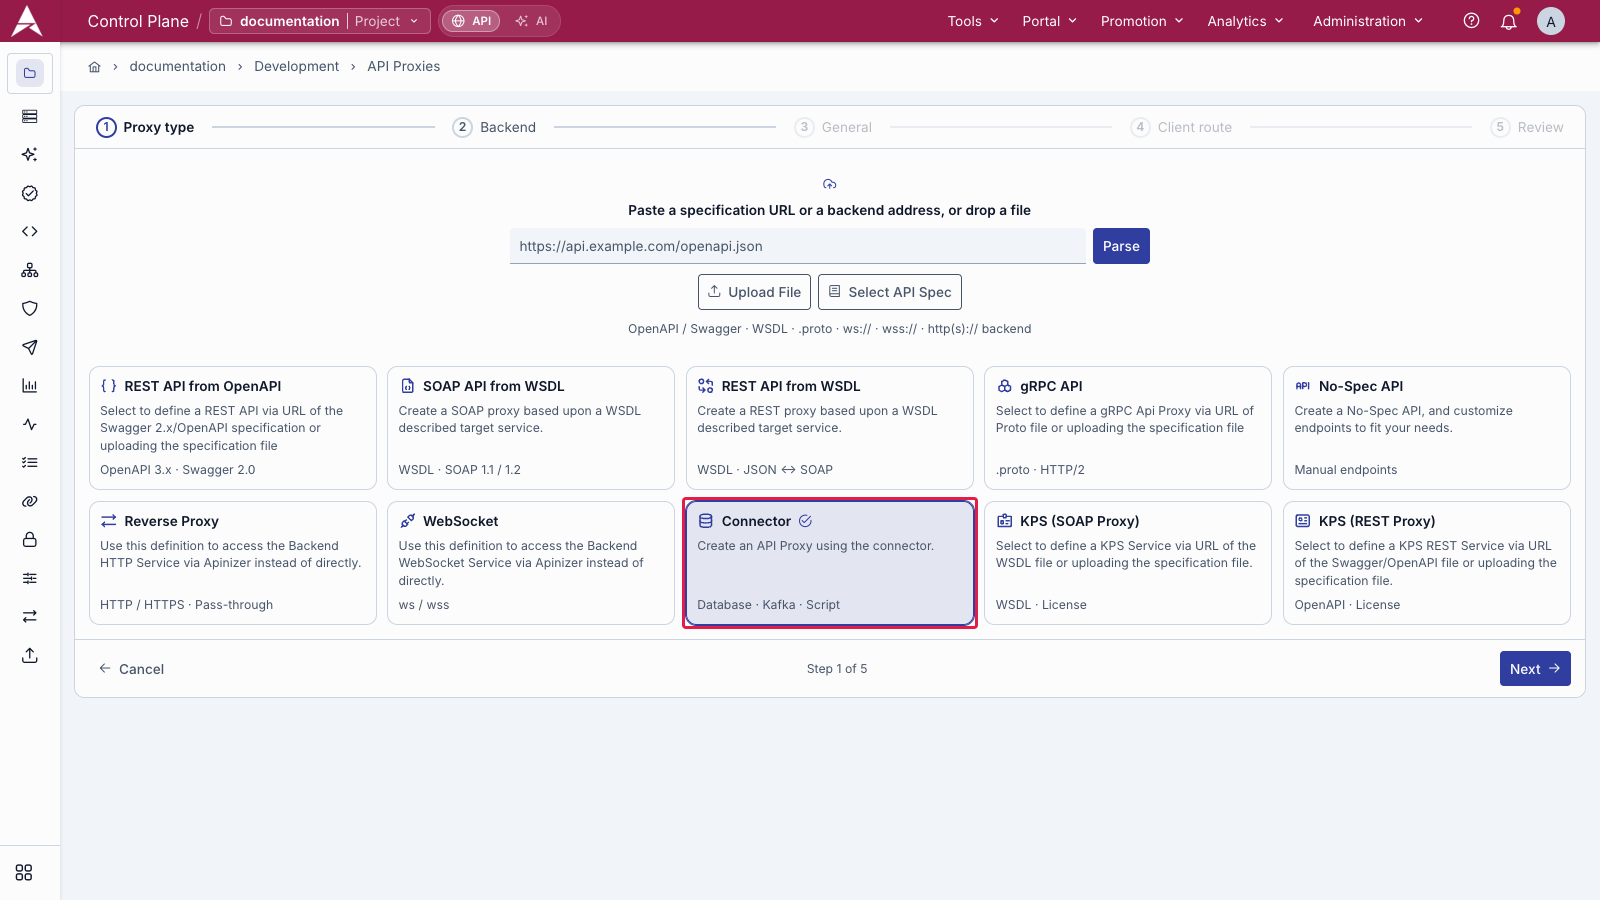 Control Plane / documentation | Project API AI Tools Portal Promotion Analytics Administration A
documentation › Development › API Proxies
1 Proxy type 2 Backend 3 General 4 Client route 5 Review
Paste a specification URL or a backend address, or drop a file
https://api.example.com/openapi.json Parse
Upload File Select API Spec
OpenAPI / Swagger · WSDL · .proto · ws:// · wss:// · http(s):// backend
{ } REST API from OpenAPI
Select to define a REST API via URL of the
Swagger 2.x/OpenAPI specification or
uploading the specification file
OpenAPI 3.x · Swagger 2.0
SOAP API from WSDL
Create a SOAP proxy based upon a WSDL
described target service.
WSDL · SOAP 1.1 / 1.2
REST API from WSDL
Create a REST proxy based upon a WSDL
described target service.
WSDL · JSON ↔ SOAP
gRPC API
Select to define a gRPC Api Proxy via URL of
Proto file or uploading the specification file
.proto · HTTP/2
API No-Spec API
Create a No-Spec API, and customize
endpoints to fit your needs.
Manual endpoints
Reverse Proxy
Use this definition to access the Backend
HTTP Service via Apinizer instead of directly.
HTTP / HTTPS · Pass-through
WebSocket
Use this definition to access the Backend
WebSocket Service via Apinizer instead of
directly.
ws / wss
Connector
Create an API Proxy using the connector.
Database · Kafka · Script
KPS (SOAP Proxy)
Select to define a KPS Service via URL of the
WSDL file or uploading the specification file.
WSDL · License
KPS (REST Proxy)
Select to define a KPS REST Service via URL
of the Swagger/OpenAPI file or uploading the
specification file.
OpenAPI · License
Cancel Step 1 of 5 Next